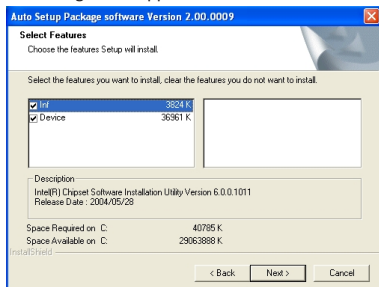 Auto Setup Package software Version 2.00.0009
Select Features
Choose the features Setup will install.
Select the features you want to install, clear the features you do not want to install.
Inf 3824 K
Device 36961 K
Description
Intel(R) Chipset Software Installation Utility Version 6.0.0.1011
Release Date : 2004/05/28
Space Required on C: 40785 K
Space Available on C: 29063888 K
InstallShield
< Back Next > Cancel